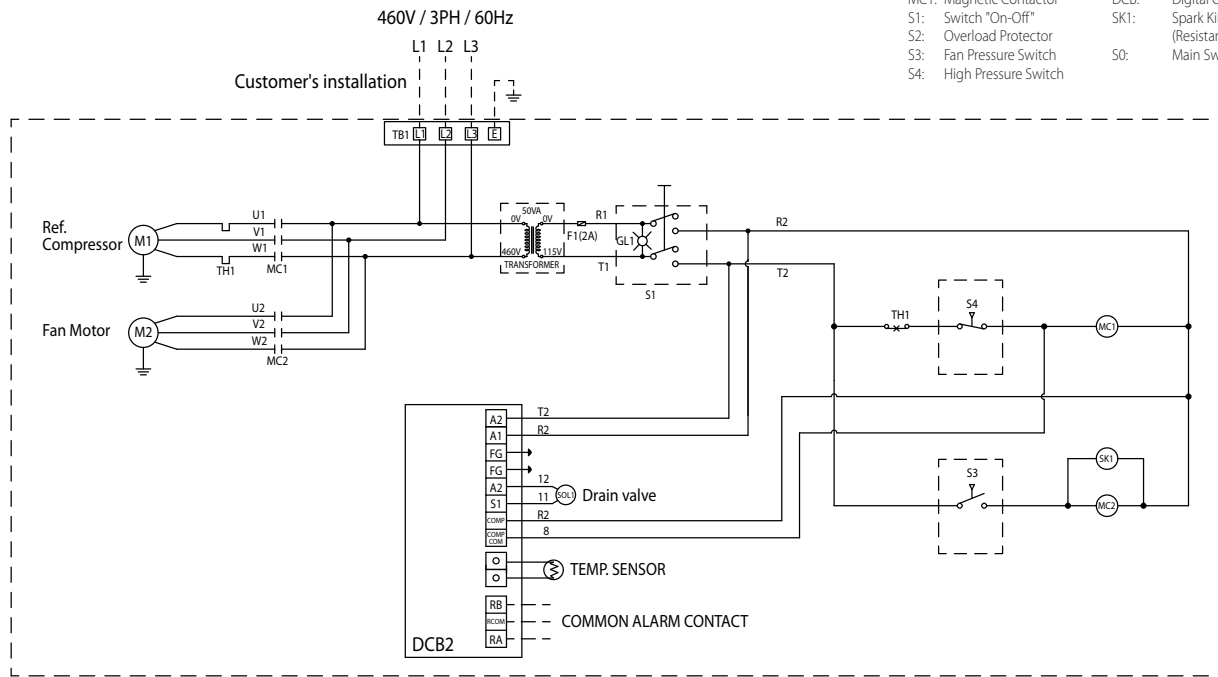 460V / 3PH / 60Hz
L1 L2 L3
Customer's installation
MC1: Magnetic Contactor
S1: Switch "On-Off" SK1:
S2: Overload Protector
S3: Fan Pressure Switch S0:
S4: High Pressure Switch
TB1 L1 L2 L3 E
Ref.
Compressor
M1
U1
V1
W1
TH1
MC1
Fan Motor
M2
U2
V2
W2
MC2
50VA
0V 0V
460V 115V
TRANSFORMER
F1(2A)
R1
T1
GL1
S1
R2
T2
TH1
S4
MC1
S3
SK1
MC2
A2 T2
A1 R2
FG
FG
A2 12
S1 11
SOL1 Drain valve
COMP R2
COMP
COM 8
TEMP. SENSOR
RB
RCOM COMMON ALARM CONTACT
RA
DCB2